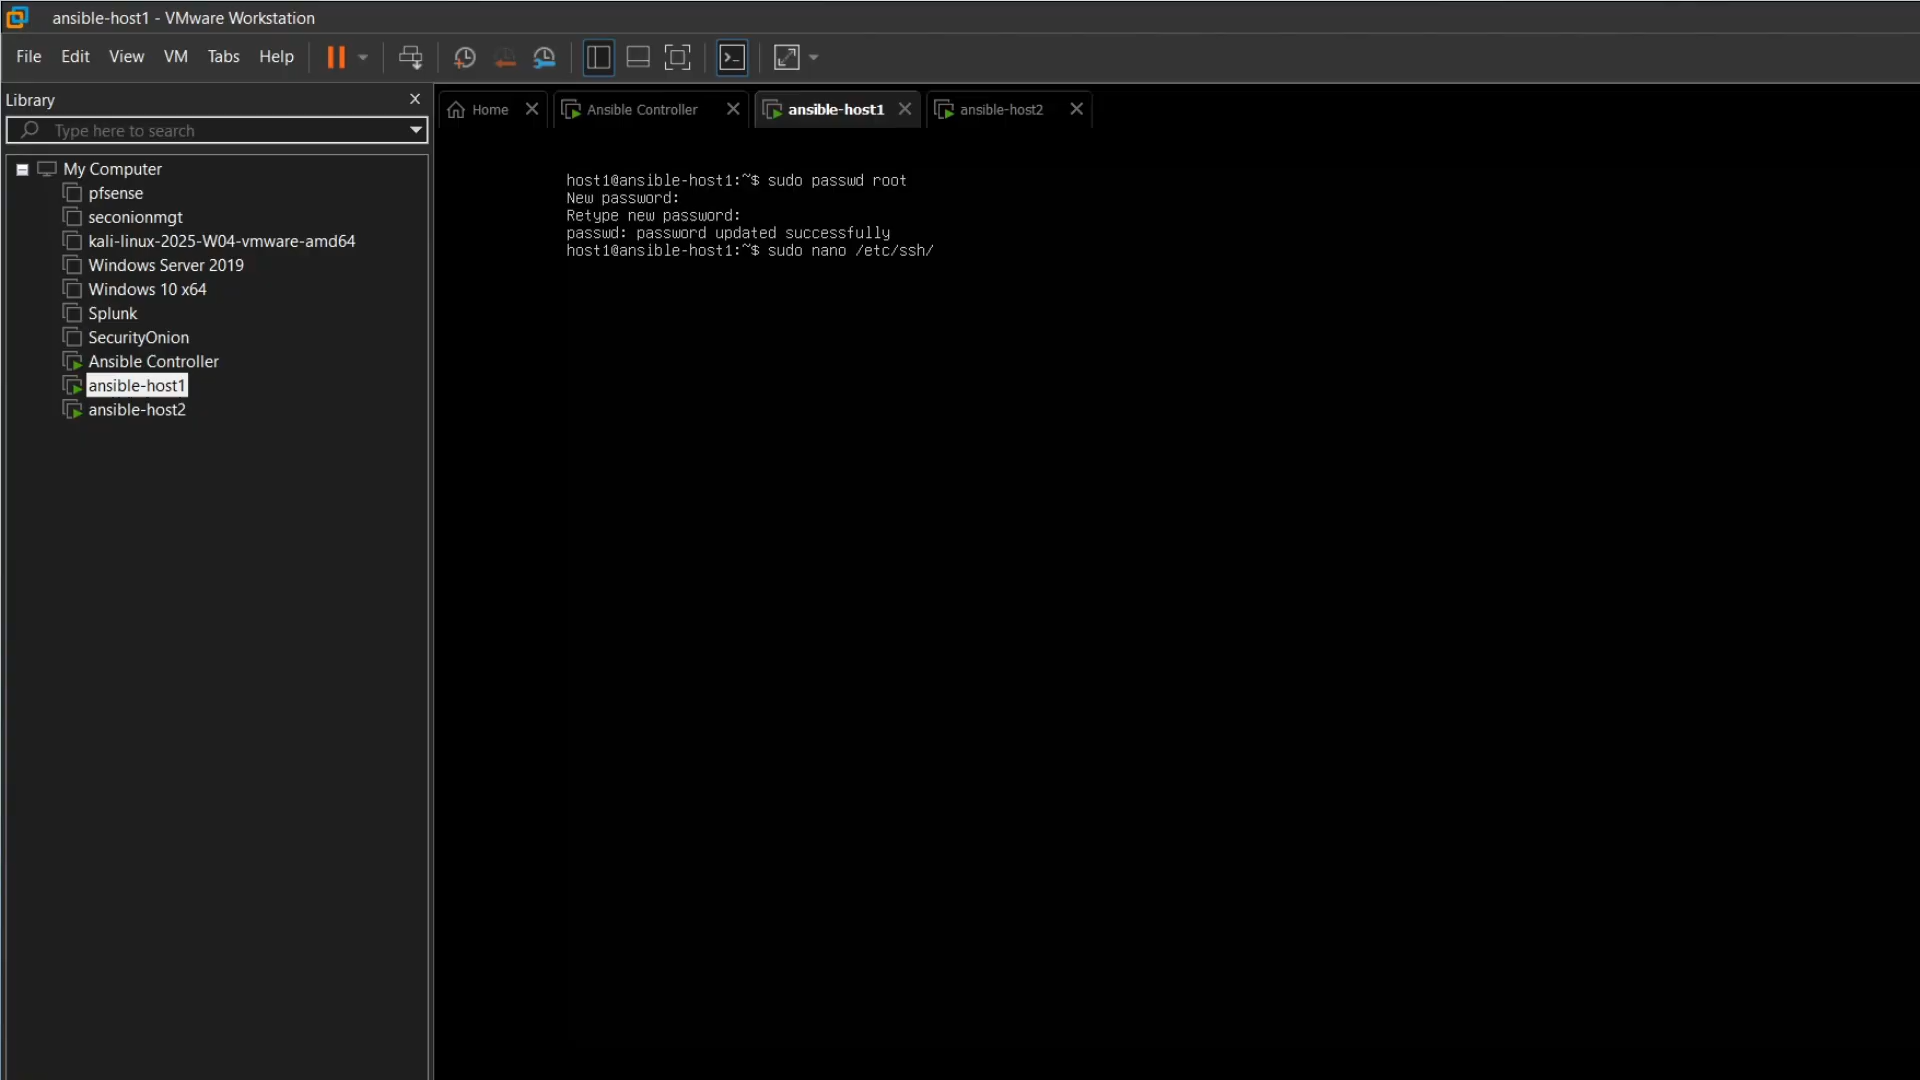 ansible-host1 - VMware Workstation
File Edit View VM Tabs Help
Library
Type here to search
My Computer
pfsense
seconionmgt
kali-linux-2025-W04-vmware-amd64
Windows Server 2019
Windows 10 x64
Splunk
SecurityOnion
Ansible Controller
ansible-host1
ansible-host2
Home
Ansible Controller
ansible-host1
ansible-host2
host1@ansible-host1:~$ sudo passwd root
New password:
Retype new password:
passwd: password updated successfully
host1@ansible-host1:~$ sudo nano /etc/ssh/